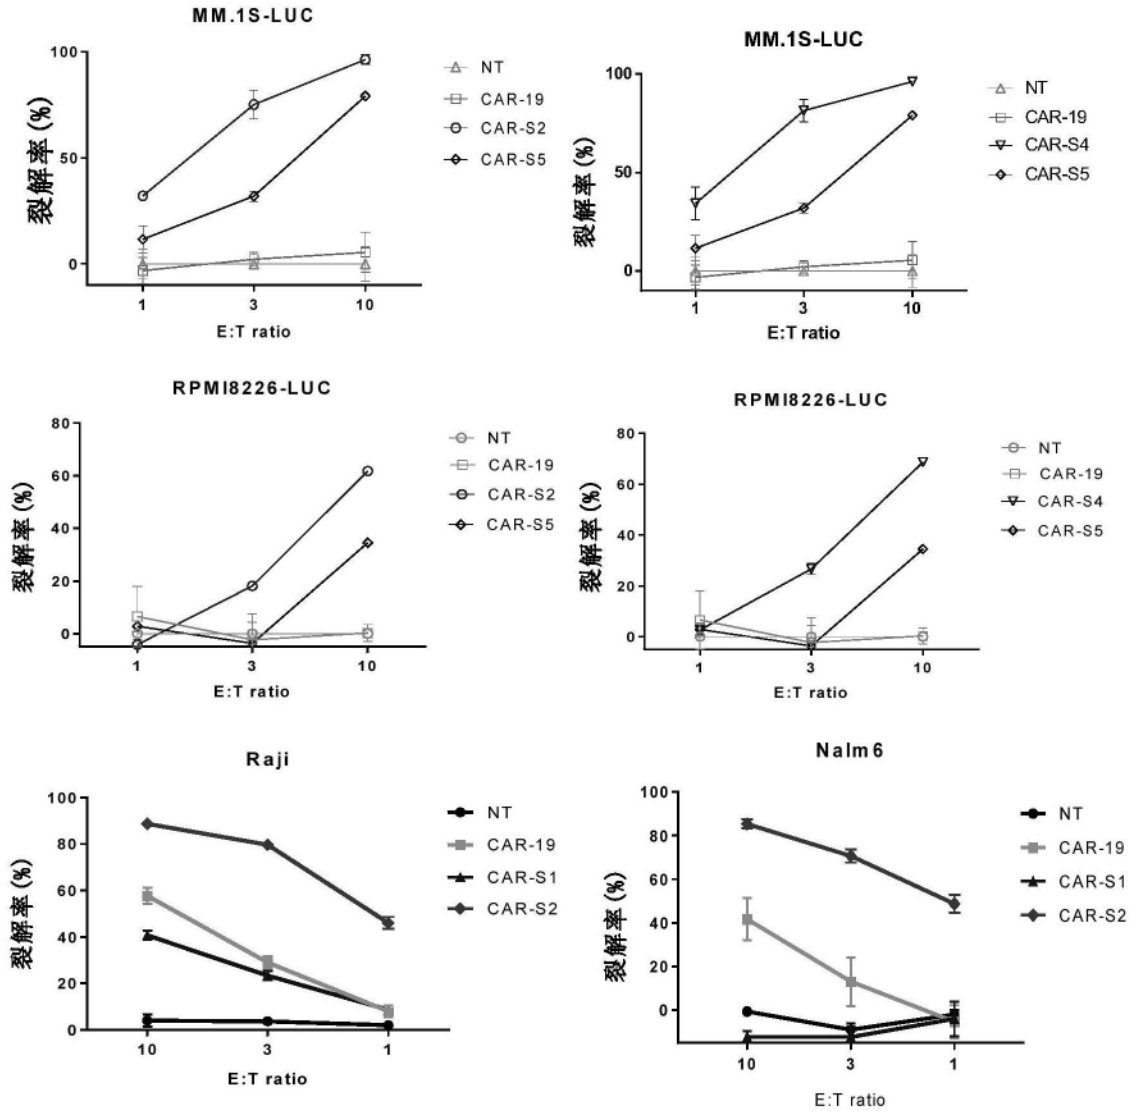 MM.1S-LUC
裂解率(%)
100
50
0
1
3
10
E:T ratio
NT
CAR-19
CAR-S2
CAR-S5
MM.1S-LUC
裂解率(%)
100
50
0
1
3
10
E:T ratio
NT
CAR-19
CAR-S4
CAR-S5
RPMI8226-LUC
裂解率(%)
80
60
40
20
0
1
3
10
E:T ratio
NT
CAR-19
CAR-S2
CAR-S5
RPMI8226-LUC
裂解率(%)
80
60
40
20
0
1
3
10
E:T ratio
NT
CAR-19
CAR-S4
CAR-S5
Raji
裂解率(%)
100
80
60
40
20
0
10
3
1
E:T ratio
NT
CAR-19
CAR-S1
CAR-S2
Nalm6
裂解率(%)
100
80
60
40
20
0
10
3
1
E:T ratio
NT
CAR-19
CAR-S1
CAR-S2